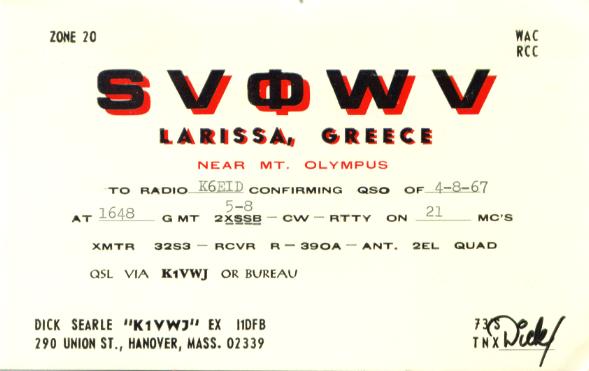 ZONE 20 WAC
RCC
SVΦWV
LARISSA, GREECE
NEAR MT. OLYMPUS
TO RADIO K6EID CONFIRMING QSO OF 4-8-67
5-8
AT 1648 GMT 2XSSB – CW – RTTY ON 21 MC'S
XMTR 32S3 – RCVR R – 390A – ANT. 2EL QUAD
QSL VIA K1VWJ OR BUREAU
DICK SEARLE "K1VWJ" EX I1DFB 73'S
290 UNION ST., HANOVER, MASS. 02339 TNX Dick